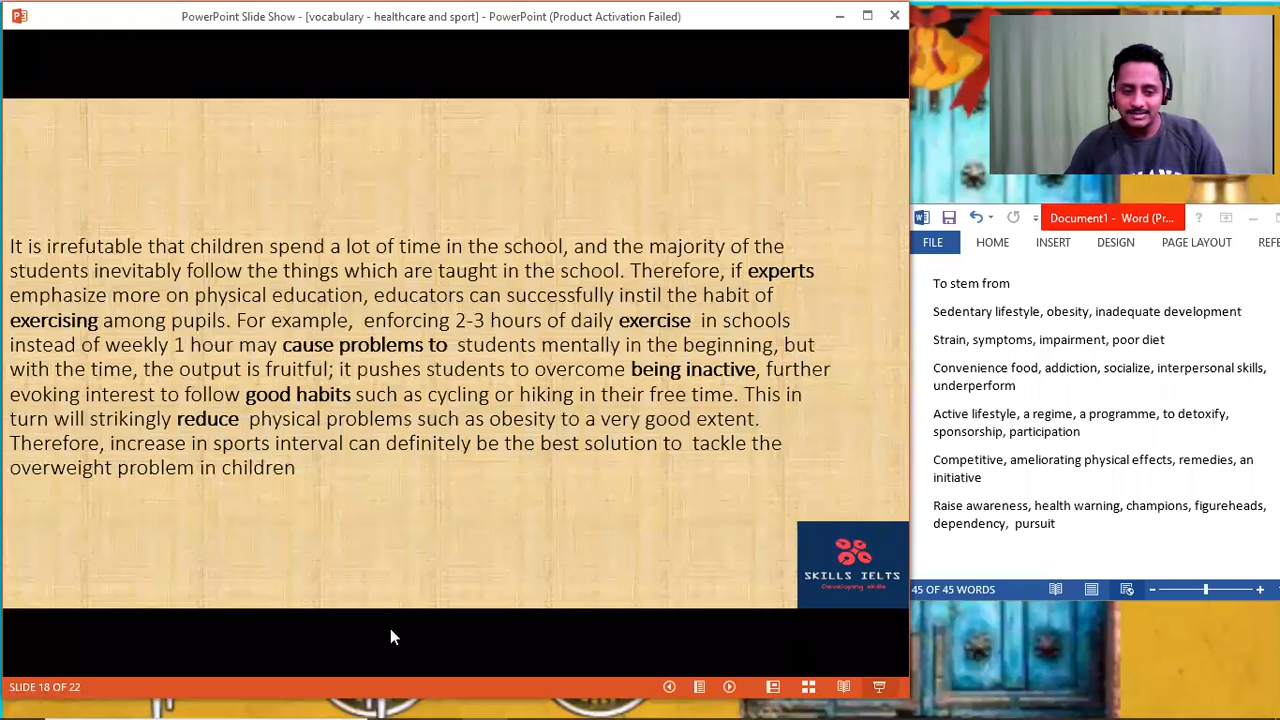 PowerPoint Slide Show - [vocabulary - healthcare and sport] - PowerPoint (Product Activation Failed)
It is irrefutable that children spend a lot of time in the school, and the majority of the
students inevitably follow the things which are taught in the school. Therefore, if experts
emphasize more on physical education, educators can successfully instil the habit of
exercising among pupils. For example, enforcing 2-3 hours of daily exercise in schools
instead of weekly 1 hour may cause problems to students mentally in the beginning, but
with the time, the output is fruitful; it pushes students to overcome being inactive, further
evoking interest to follow good habits such as cycling or hiking in their free time. This in
turn will strikingly reduce physical problems such as obesity to a very good extent.
Therefore, increase in sports interval can definitely be the best solution to tackle the
overweight problem in children
SKILLS IELTS
Developing skills
SLIDE 18 OF 22
Document1 - Word (Pr...
FILE HOME INSERT DESIGN PAGE LAYOUT REFE
To stem from
Sedentary lifestyle, obesity, inadequate development
Strain, symptoms, impairment, poor diet
Convenience food, addiction, socialize, interpersonal skills,
underperform
Active lifestyle, a regime, a programme, to detoxify,
sponsorship, participation
Competitive, ameliorating physical effects, remedies, an
initiative
Raise awareness, health warning, champions, figureheads,
dependency, pursuit
45 OF 45 WORDS